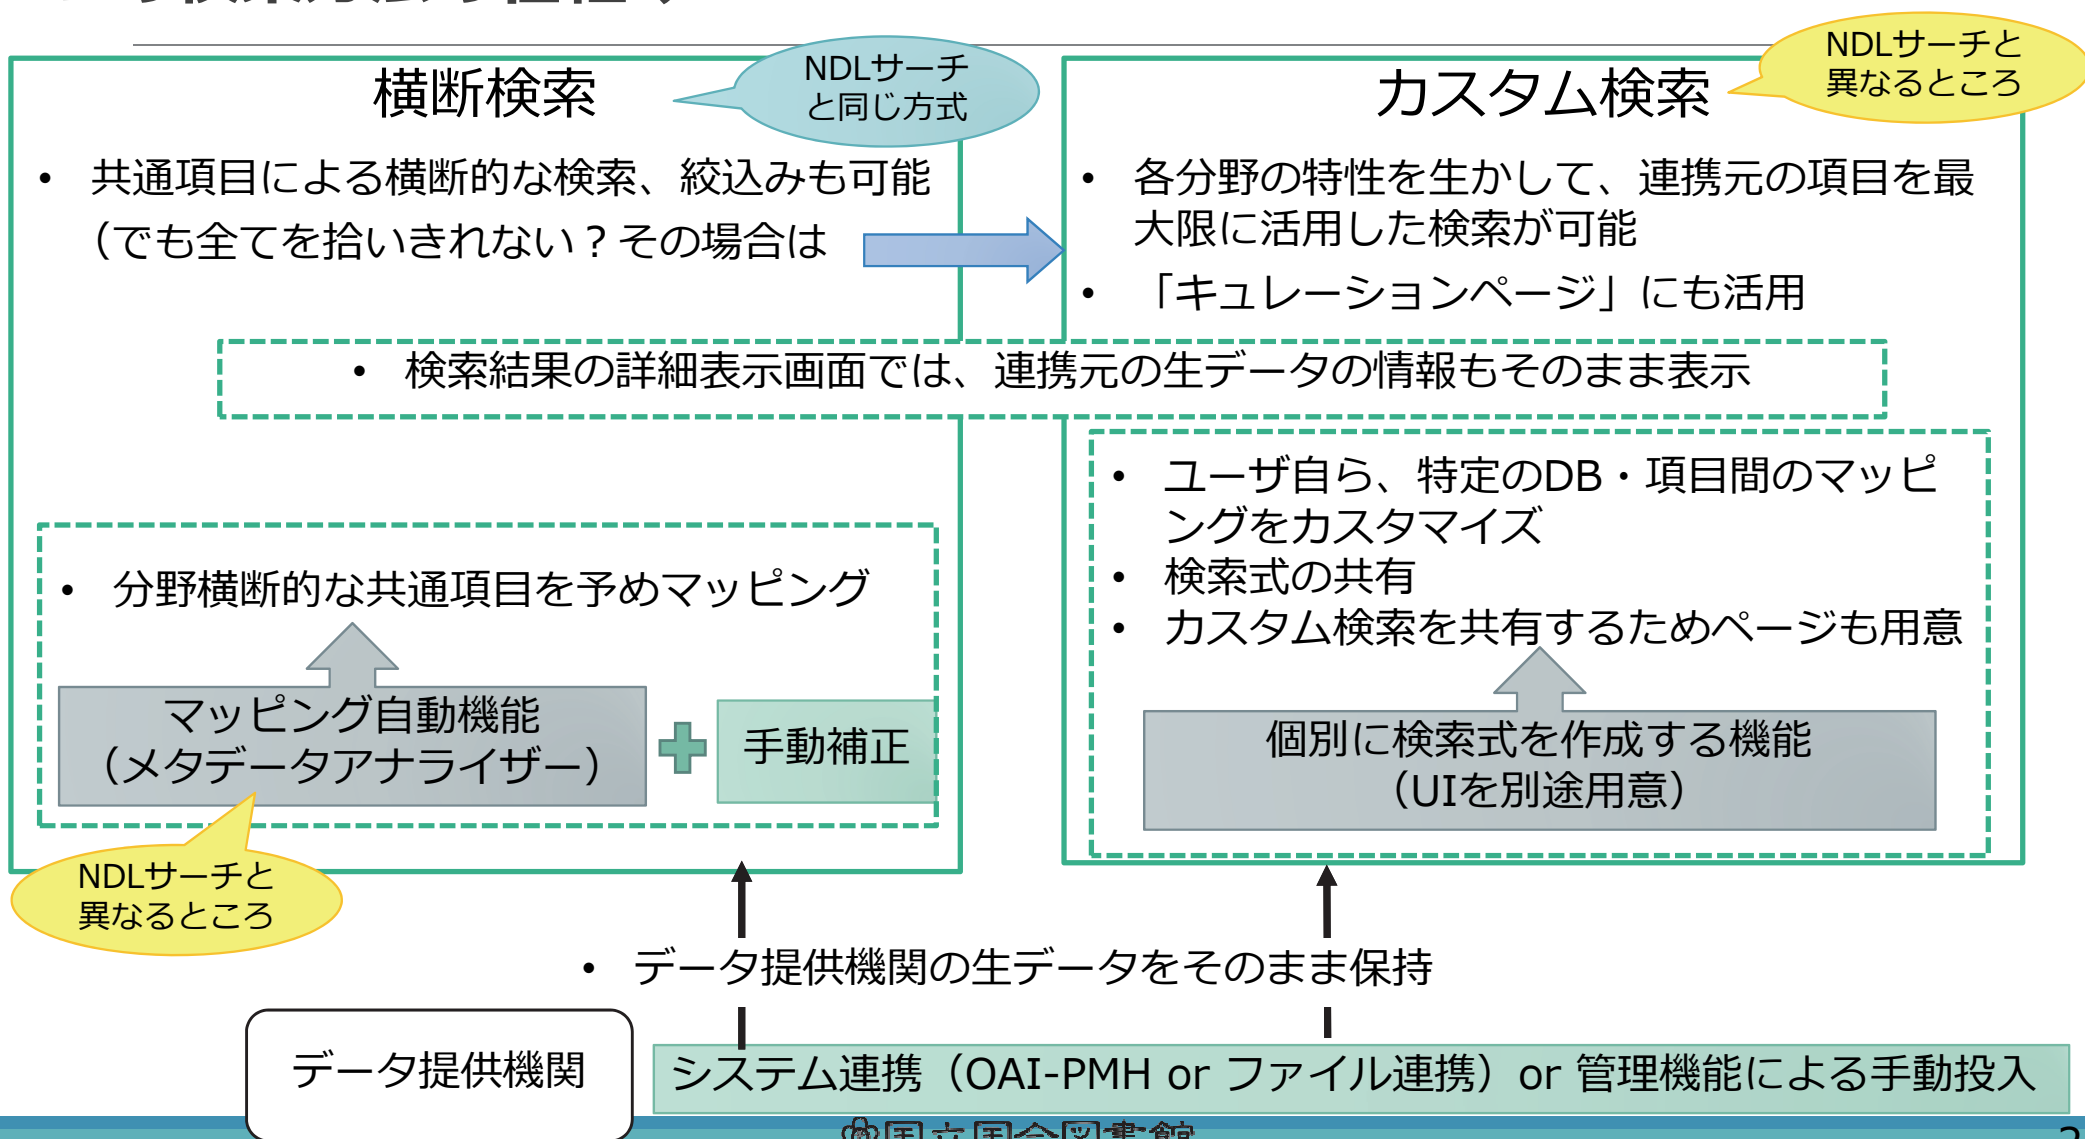 横断検索
NDLサーチ
と同じ方式
• 共通項目による横断的な検索、絞込みも可能
（でも全てを拾いきれない？その場合は
カスタム検索
NDLサーチと
異なるところ
• 各分野の特性を生かして、連携元の項目を最
大限に活用した検索が可能
• 「キュレーションページ」にも活用
• 検索結果の詳細表示画面では、連携元の生データの情報もそのまま表示
• 分野横断的な共通項目を予めマッピング
マッピング自動機能
（メタデータアナライザー）
手動補正
NDLサーチと
異なるところ
• ユーザ自ら、特定のDB・項目間のマッピ
ングをカスタマイズ
• 検索式の共有
• カスタム検索を共有するためページも用意
個別に検索式を作成する機能
（UIを別途用意）
• データ提供機関の生データをそのまま保持
データ提供機関
システム連携（OAI-PMH or ファイル連携）or 管理機能による手動投入
国立国会図書館